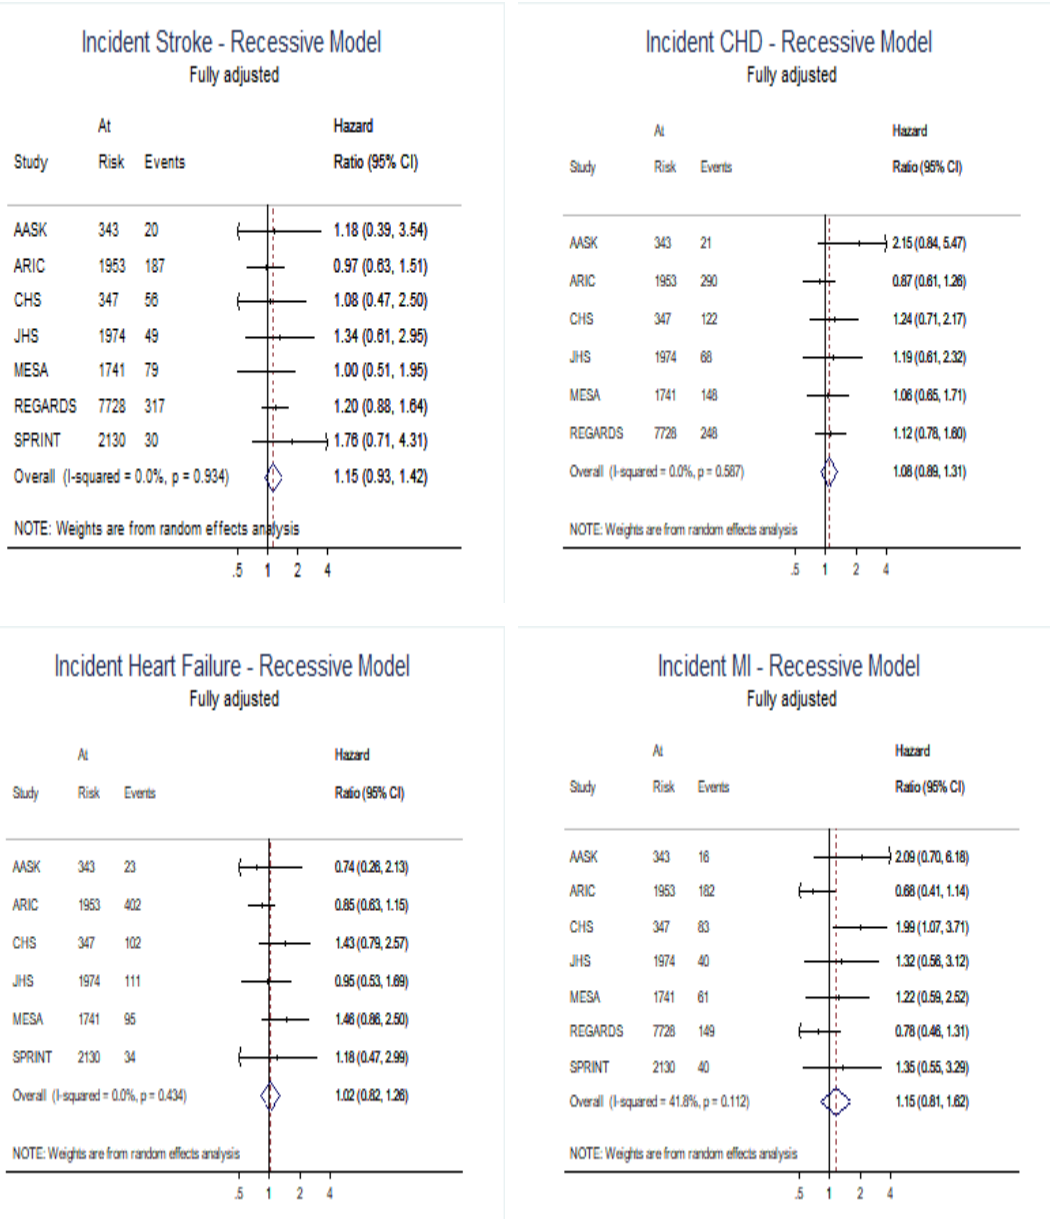 Incident Stroke - Recessive Model
Fully adjusted
At Hazard
Study Risk Events Ratio (95% CI)
AASK 343 20 1.18 (0.39, 3.54)
ARIC 1953 187 0.97 (0.63, 1.51)
CHS 347 56 1.08 (0.47, 2.50)
JHS 1974 49 1.34 (0.61, 2.95)
MESA 1741 79 1.00 (0.51, 1.95)
REGARDS 7728 317 1.20 (0.88, 1.64)
SPRINT 2130 30 1.76 (0.71, 4.31)
Overall (I-squared = 0.0%, p = 0.934) 1.15 (0.93, 1.42)
NOTE: Weights are from random effects analysis
.5 1 2 4
Incident CHD - Recessive Model
Fully adjusted
At Hazard
Study Risk Events Ratio (95% CI)
AASK 343 21 2.15 (0.84, 5.47)
ARIC 1953 290 0.87 (0.61, 1.26)
CHS 347 122 1.24 (0.71, 2.17)
JHS 1974 68 1.19 (0.61, 2.32)
MESA 1741 148 1.06 (0.65, 1.71)
REGARDS 7728 248 1.12 (0.78, 1.60)
Overall (I-squared = 0.0%, p = 0.587) 1.08 (0.89, 1.31)
NOTE: Weights are from random effects analysis
.5 1 2 4
Incident Heart Failure - Recessive Model
Fully adjusted
At Hazard
Study Risk Events Ratio (95% CI)
AASK 343 23 0.74 (0.26, 2.13)
ARIC 1953 402 0.85 (0.63, 1.15)
CHS 347 102 1.43 (0.79, 2.57)
JHS 1974 111 0.95 (0.53, 1.69)
MESA 1741 95 1.46 (0.86, 2.50)
SPRINT 2130 34 1.18 (0.47, 2.99)
Overall (I-squared = 0.0%, p = 0.434) 1.02 (0.82, 1.26)
NOTE: Weights are from random effects analysis
.5 1 2 4
Incident MI - Recessive Model
Fully adjusted
At Hazard
Study Risk Events Ratio (95% CI)
AASK 343 16 2.09 (0.70, 6.18)
ARIC 1953 182 0.68 (0.41, 1.14)
CHS 347 83 1.99 (1.07, 3.71)
JHS 1974 40 1.32 (0.56, 3.12)
MESA 1741 61 1.22 (0.59, 2.52)
REGARDS 7728 149 0.78 (0.46, 1.31)
SPRINT 2130 40 1.35 (0.55, 3.29)
Overall (I-squared = 41.8%, p = 0.112) 1.15 (0.81, 1.62)
NOTE: Weights are from random effects analysis
.5 1 2 4